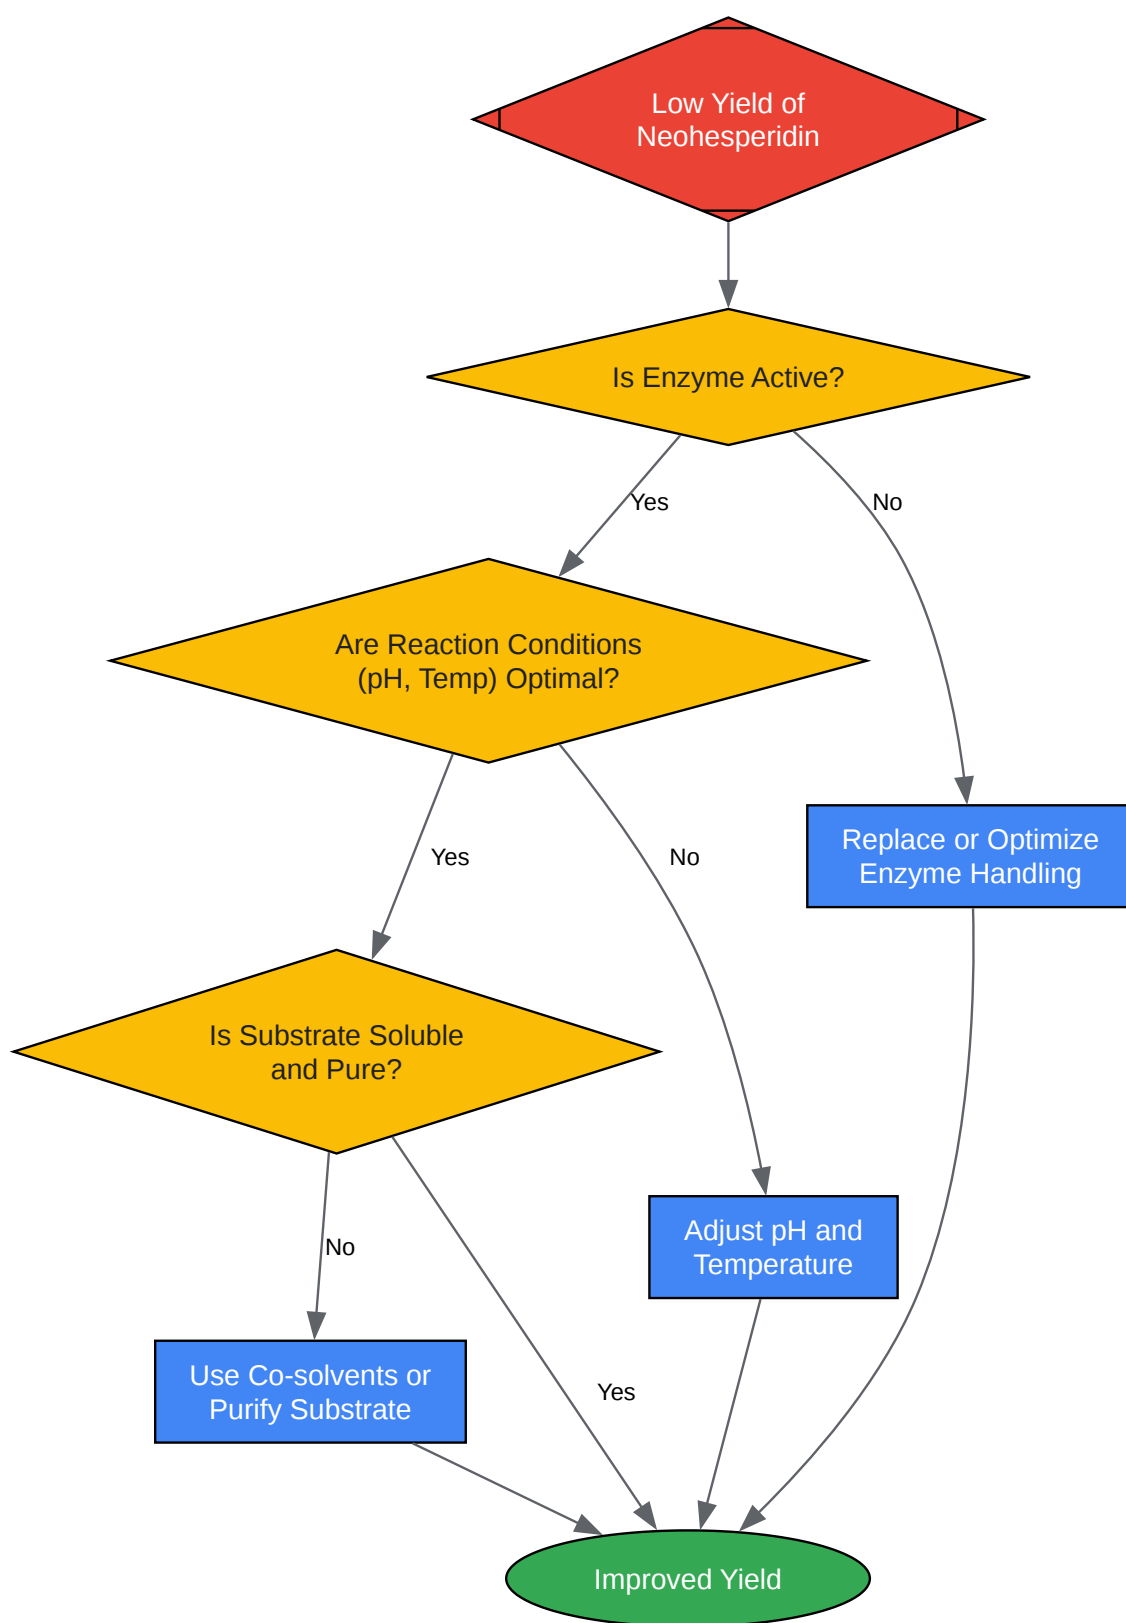 Low Yield of
Neohesperidin
Is Enzyme Active?
Yes
No
Are Reaction Conditions
(pH, Temp) Optimal?
Replace or Optimize
Enzyme Handling
Yes
No
Is Substrate Soluble
and Pure?
Adjust pH and
Temperature
No
Use Co-solvents or
Purify Substrate
Yes
Improved Yield